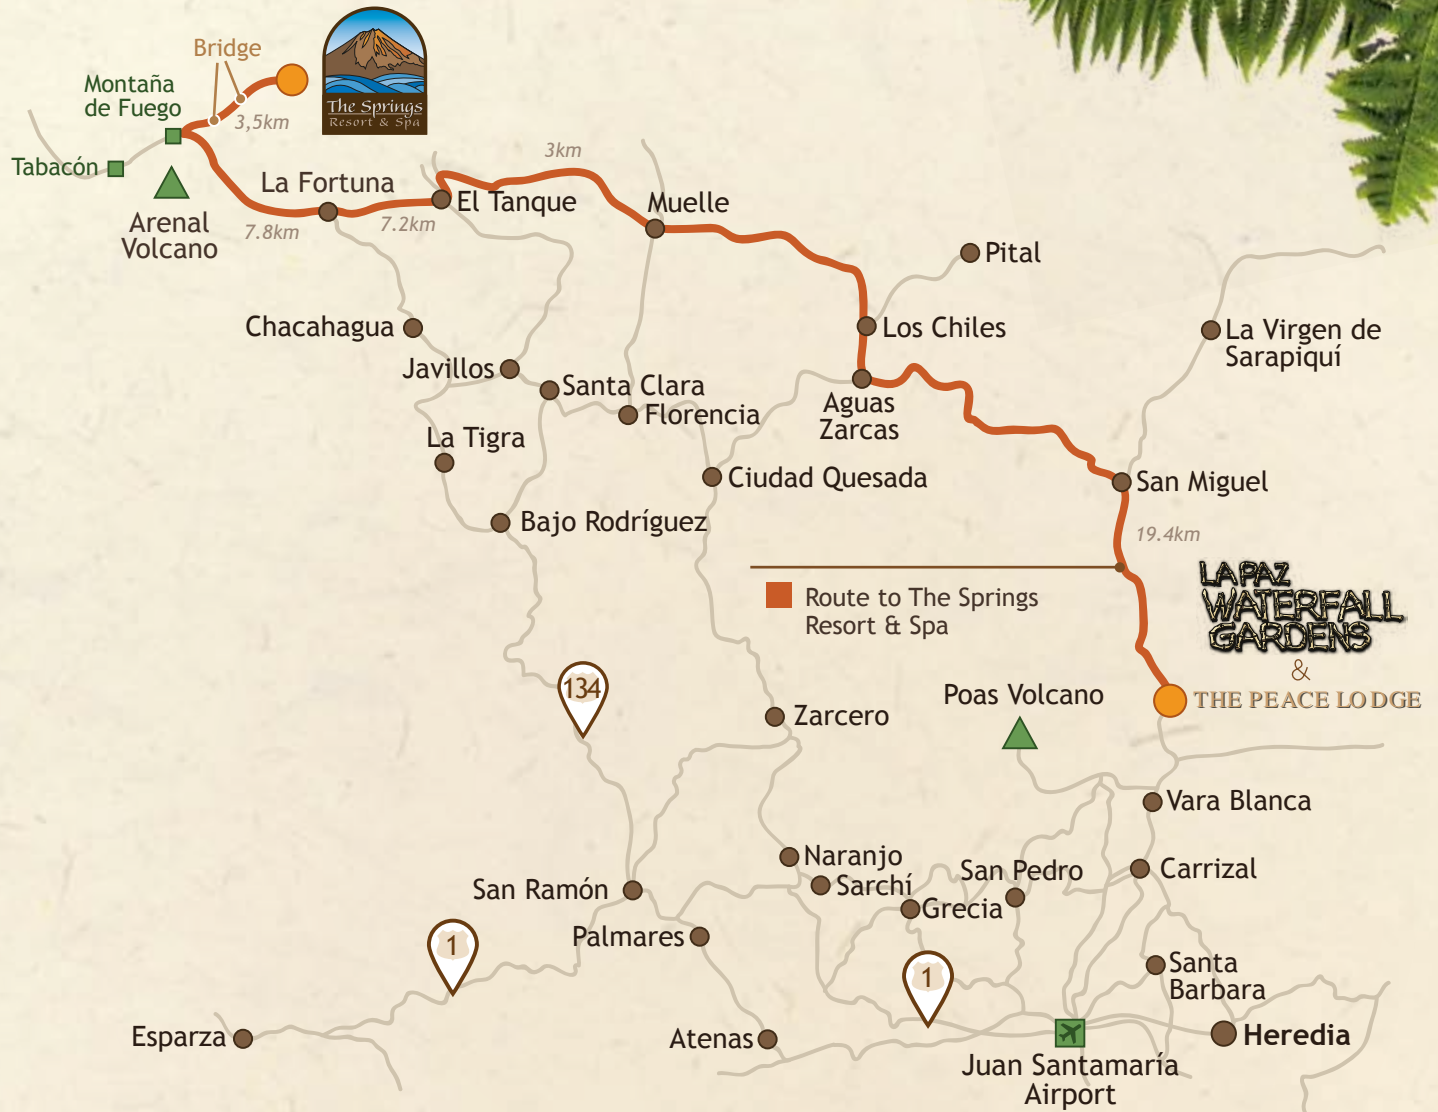 Bridge
Montaña
de Fuego
3,5km
The Springs
Resort & Spa
Tabacón
Arenal
Volcano
La Fortuna
7.8km
7.2km
El Tanque
3km
Muelle
Pital
Chacahagua
Los Chiles
La Virgen de
Sarapiquí
Javillos
Santa Clara
Florencia
Aguas
Zarcas
La Tigra
Ciudad Quesada
San Miguel
Bajo Rodríguez
19.4km
Route to The Springs
Resort & Spa
LA PAZ
WATERFALL
GARDENS
&
THE PEACE LODGE
134
Poas Volcano
Zarcero
Vara Blanca
Naranjo
Sarchí
San Pedro
Carrizal
San Ramón
Grecia
Palmares
1
1
Santa
Barbara
Esparza
Atenas
Heredia
Juan Santamaría
Airport